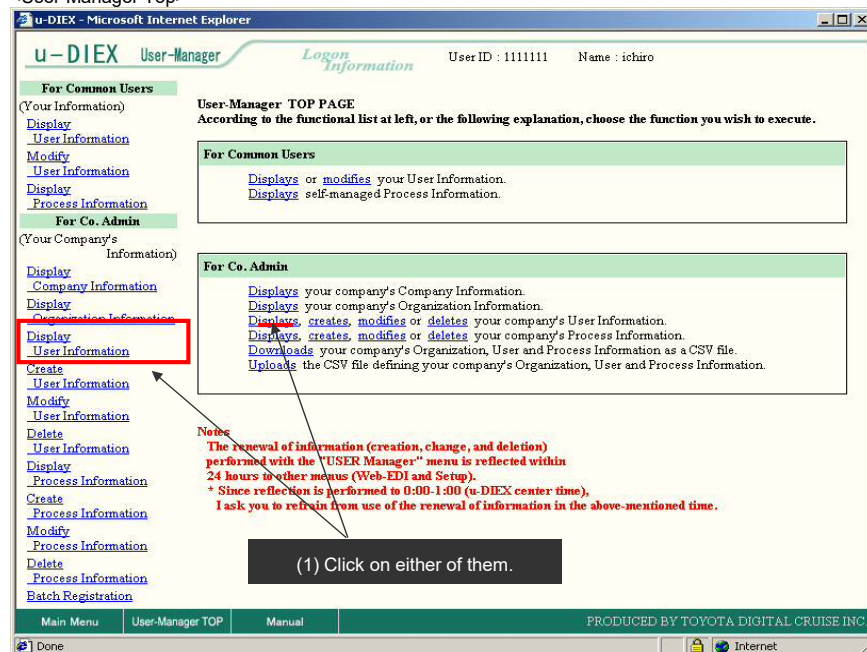 <User-Manager Top>
u-DIEX - Microsoft Internet Explorer
u-DIEX User-Manager
Logon
Information
User ID : 1111111 Name : ichiro
For Common Users
(Your Information)
Display
User Information
Modify
User Information
Display
Process Information
For Co. Admin
(Your Company's
Information)
Display
Company Information
Display
Organization Information
Display
User Information
Create
User Information
Modify
User Information
Delete
User Information
Display
Process Information
Create
Process Information
Modify
Process Information
Delete
Process Information
Batch Registration
User-Manager TOP PAGE
According to the functional list at left, or the following explanation, choose the function you wish to execute.
For Common Users
Displays or modifies your User Information.
Displays self-managed Process Information.
For Co. Admin
Displays your company's Company Information.
Displays your company's Organization Information.
Displays, creates, modifies or deletes your company's User Information.
Displays, creates, modifies or deletes your company's Process Information.
Downloads your company's Organization, User and Process Information as a CSV file.
Uploads the CSV file defining your company's Organization, User and Process Information.
Notes
The renewal of information (creation, change, and deletion)
performed with the "USER Manager" menu is reflected within
24 hours to other menus (Web-EDI and Setup).
* Since reflection is performed to 0:00-1:00 (u-DIEX center time),
I ask you to refrain from use of the renewal of information in the above-mentioned time.
(1) Click on either of them.
Main Menu User-Manager TOP Manual PRODUCED BY TOYOTA DIGITAL CRUISE INC
Done Internet